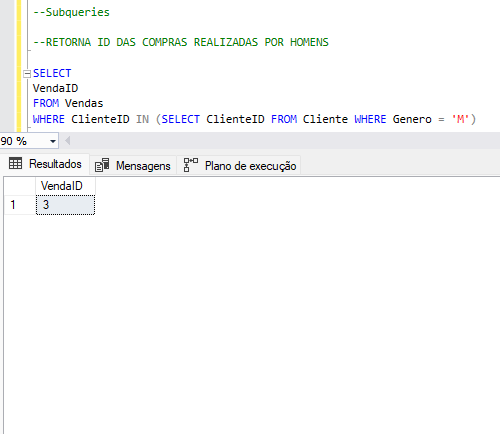 --Subqueries
--RETORNA ID DAS COMPRAS REALIZADAS POR HOMENS
SELECT
VendaID
FROM Vendas
WHERE ClienteID IN (SELECT ClienteID FROM Cliente WHERE Genero = 'M')
90 %
Resultados Mensagens Plano de execução
VendaID
1 3